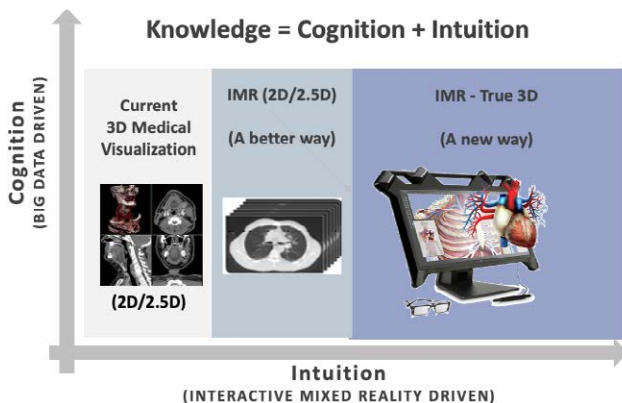 Knowledge = Cognition + Intuition
Cognition
(BIG DATA DRIVEN)
Current
3D Medical
Visualization
(2D/2.5D)
IMR (2D/2.5D)
(A better way)
IMR - True 3D
(A new way)
Intuition
(INTERACTIVE MIXED REALITY DRIVEN)